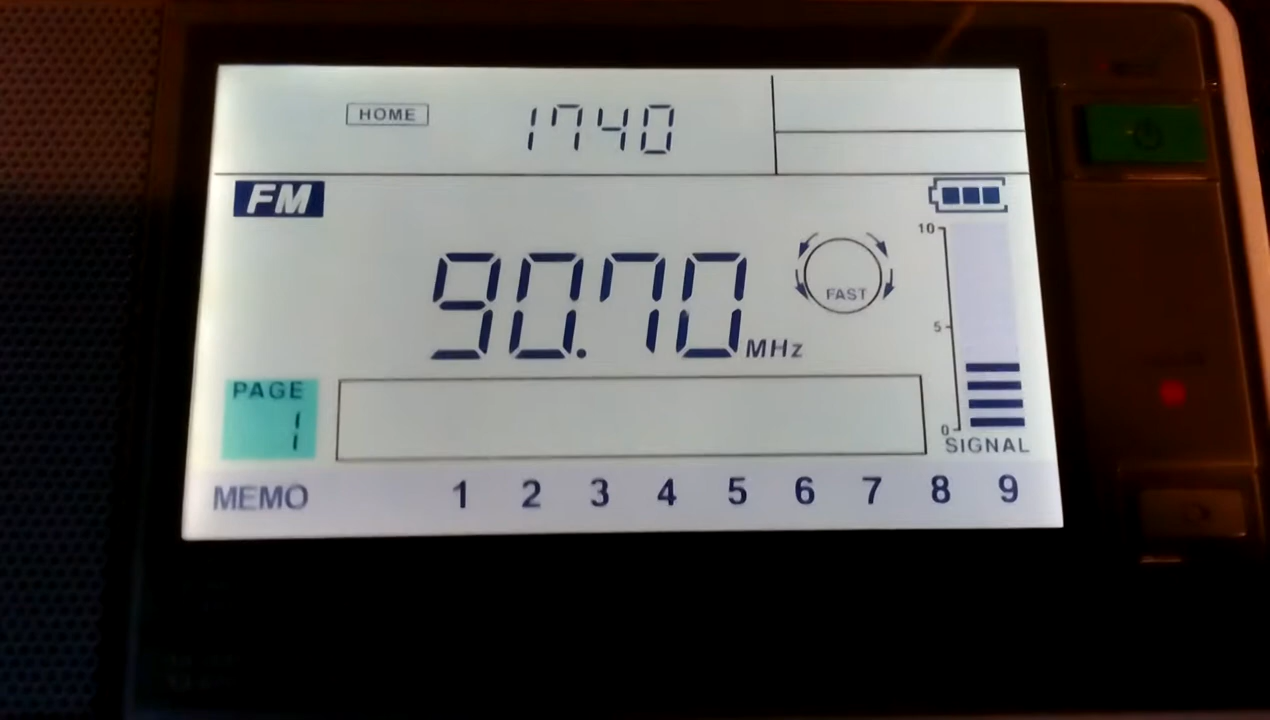 HOME 1740
FM
10
90.70 MHz
FAST
5
PAGE
1
0
SIGNAL
MEMO 1 2 3 4 5 6 7 8 9